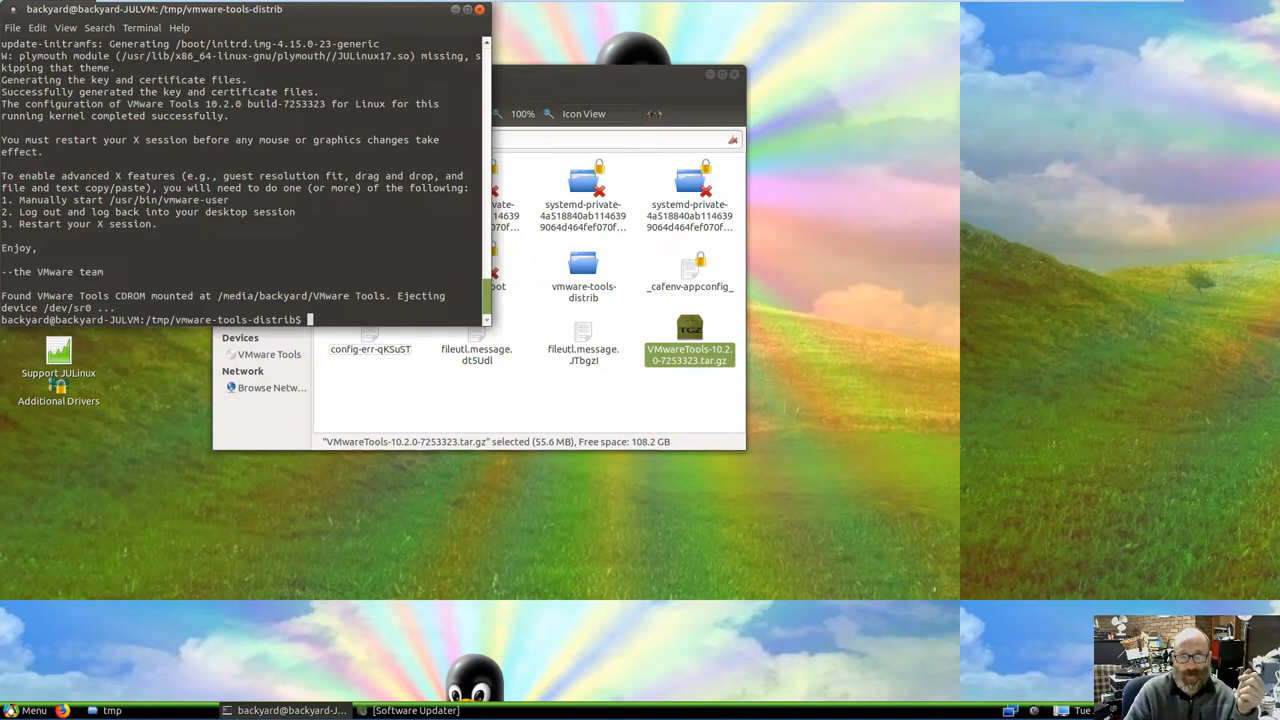 backyard@backyard-JULVM: /tmp/vmware-tools-distrib
File Edit View Search Terminal Help
update-initramfs: Generating /boot/initrd.img-4.15.0-23-generic
W: plymouth module (/usr/lib/x86_64-linux-gnu/plymouth//JULinux17.so) missing, s
kipping that theme.
Generating the key and certificate files.
Successfully generated the key and certificate files.
The configuration of VMware Tools 10.2.0 build-7253323 for Linux for this
running kernel completed successfully.
You must restart your X session before any mouse or graphics changes take
effect.
To enable advanced X features (e.g., guest resolution fit, drag and drop, and
file and text copy/paste), you will need to do one (or more) of the following:
1. Manually start /usr/bin/vmware-user
2. Log out and log back into your desktop session
3. Restart your X session.
Enjoy,
--the VMware team
Found VMware Tools CDROM mounted at /media/backyard/VMware Tools. Ejecting
device /dev/sr0 ...
backyard@backyard-JULVM:/tmp/vmware-tools-distrib$
100% Icon View
vate-
14639
070f...
systemd-private-
4a518840ab114639
9064d464fef070f...
systemd-private-
4a518840ab114639
9064d464fef070f...
oot
vmware-tools-
distrib
_cafenv-appconfig_
config-err-qKSuST
fileutl.message.
dt5Udl
fileutl.message.
JTbgzI
TGZ
VMwareTools-10.2.
0-7253323.tar.gz
Devices
VMware Tools
Network
Browse Netw...
"VMwareTools-10.2.0-7253323.tar.gz" selected (55.6 MB), Free space: 108.2 GB
Support JULinux
Additional Drivers
Menu
tmp
backyard@backyard-J...
[Software Updater]
Tue